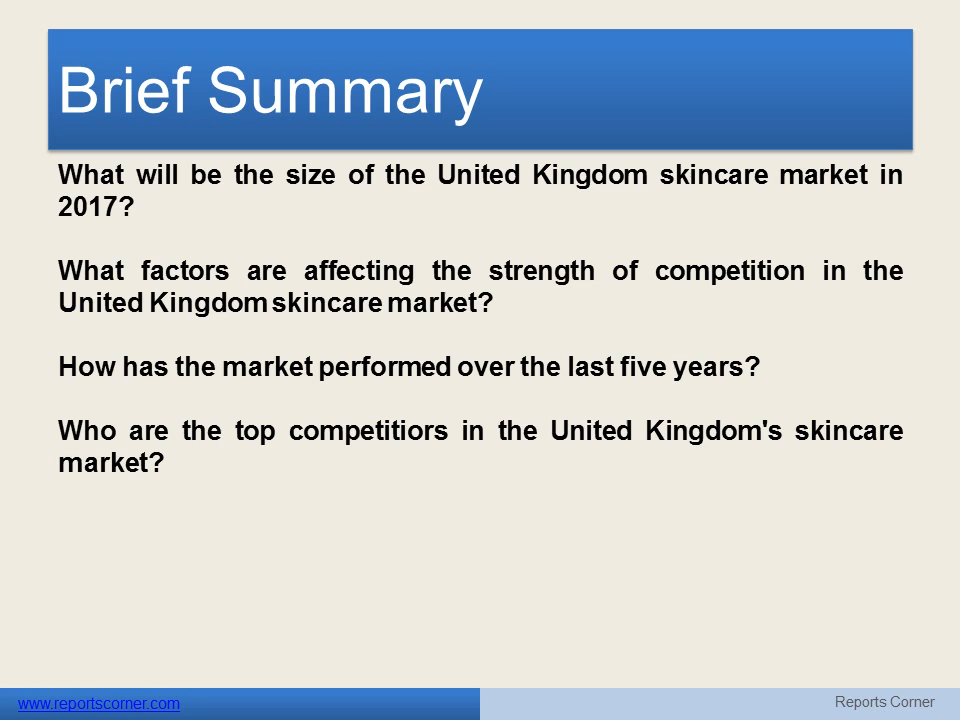 Brief Summary
What will be the size of the United Kingdom skincare market in
2017?
What factors are affecting the strength of competition in the
United Kingdom skincare market?
How has the market performed over the last five years?
Who are the top competitiors in the United Kingdom's skincare
market?
www.reportscorner.com
Reports Corner